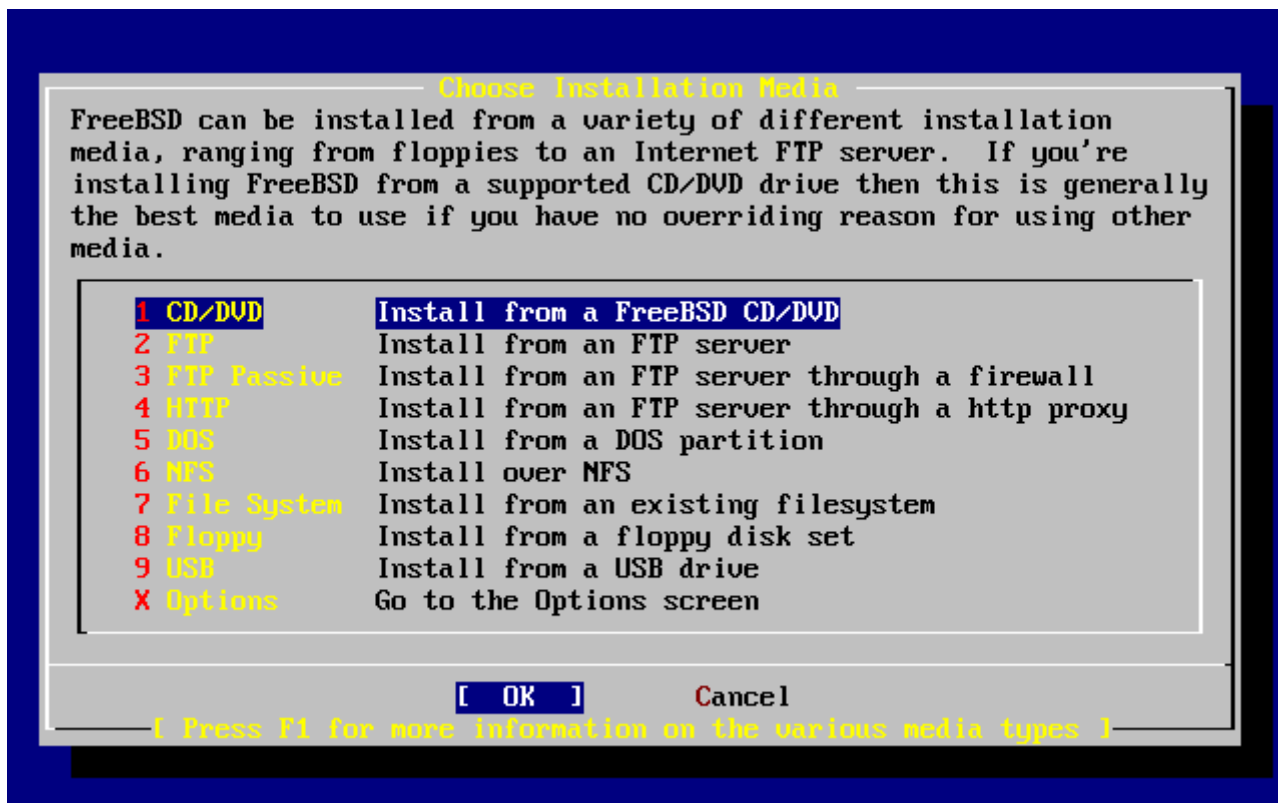 Choose Installation Media
FreeBSD can be installed from a variety of different installation
media, ranging from floppies to an Internet FTP server.  If you're
installing FreeBSD from a supported CD/DVD drive then this is generally
the best media to use if you have no overriding reason for using other
media.
1 CD/DVD Install from a FreeBSD CD/DVD
2 FTP Install from an FTP server
3 FTP Passive Install from an FTP server through a firewall
4 HTTP Install from an FTP server through a http proxy
5 DOS Install from a DOS partition
6 NFS Install over NFS
7 File System Install from an existing filesystem
8 Floppy Install from a floppy disk set
9 USB Install from a USB drive
X Options Go to the Options screen
[ OK ] Cancel
[ Press F1 for more information on the various media types ]